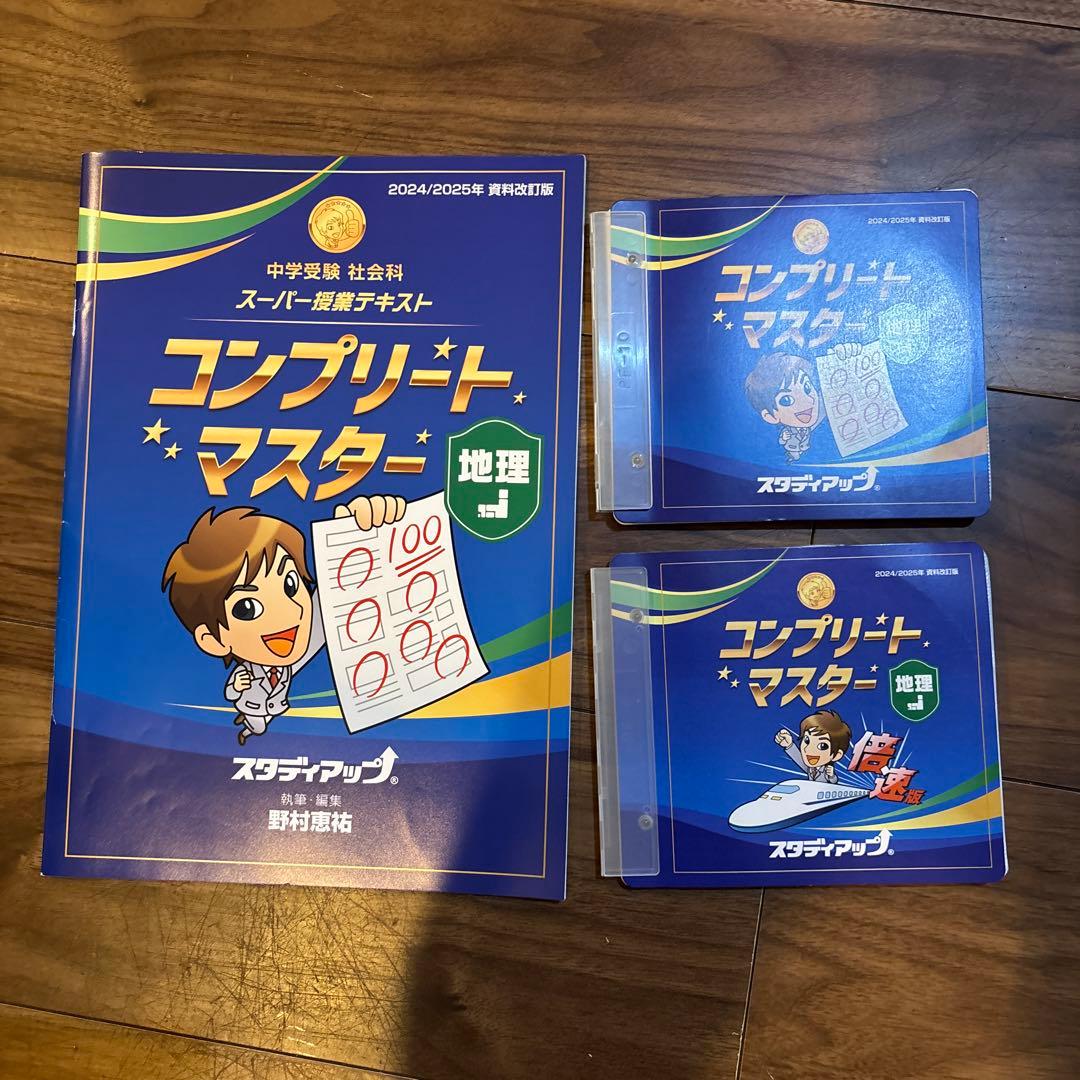 2024/2025年 資料改訂版
中学受験 社会科
スーパー授業テキスト
コンプリート
マスター
地理
100
スタディアップ®
執筆・編集
野村恵祐
2024/2025年 資料改訂版
コンプリート
マスター
地理
100
PF-10
スタディアップ®
2024/2025年 資料改訂版
コンプリート
マスター
地理
倍速版
スタディアップ®